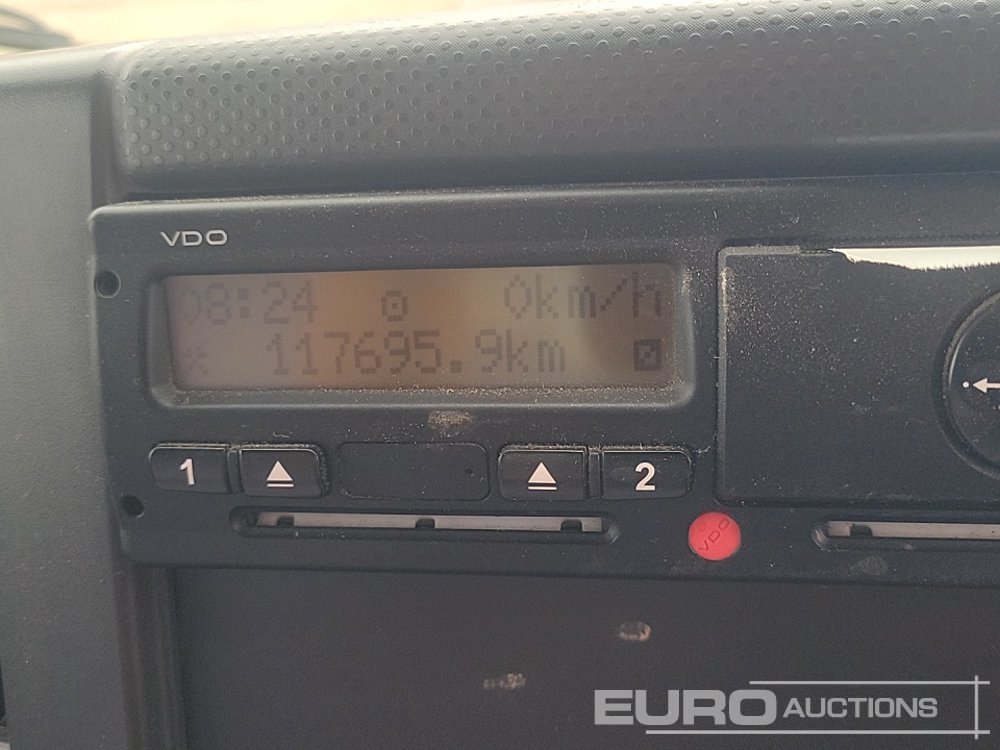 VDO
08:24 0km/h
117695.9km
1 2
VDO
EURO AUCTIONS